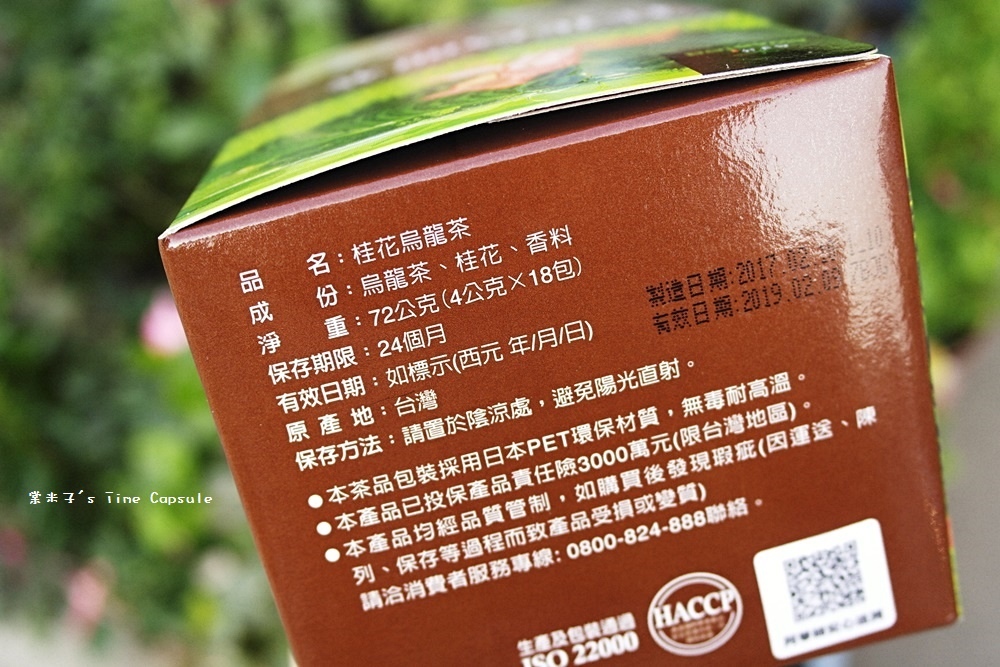 品　　名：桂花烏龍茶
成　　份：烏龍茶、桂花、香料
淨　　重：72公克(4公克×18包)
保存期限：24個月
有效日期：如標示(西元 年/月/日)
原 產 地：台灣
保存方法：請置於陰涼處，避免陽光直射。
製造日期:2017.02
有效日期:2019.02.09
●本茶品包裝採用日本PET環保材質，無毒耐高溫。
●本產品已投保產品責任險3000萬元(限台灣地區)。
●本產品均經品質管制，如購買後發現瑕疵(因運送、陳
列、保存等過程而致產品受損或變質)
請洽消費者服務專線: 0800-824-888聯絡。
生產及包裝通過
ISO 22000
HACCP
葉米子's Time Capsule